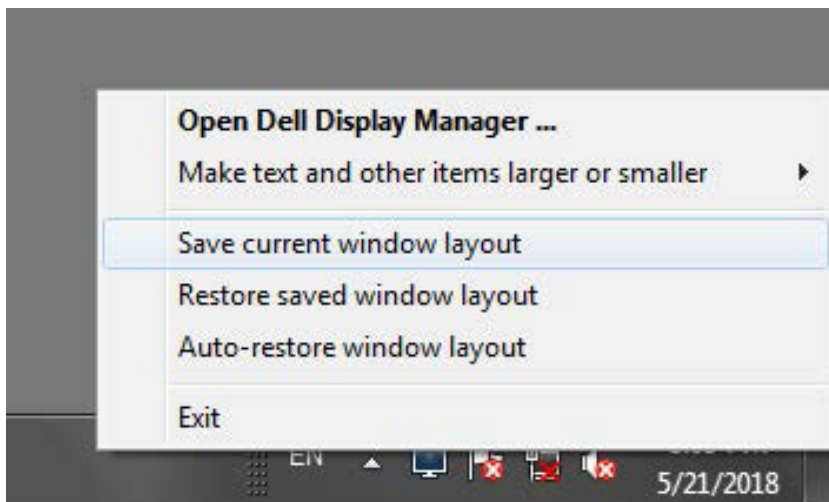 Open Dell Display Manager ...
Make text and other items larger or smaller
Save current window layout
Restore saved window layout
Auto-restore window layout
Exit
EN
5/21/2018